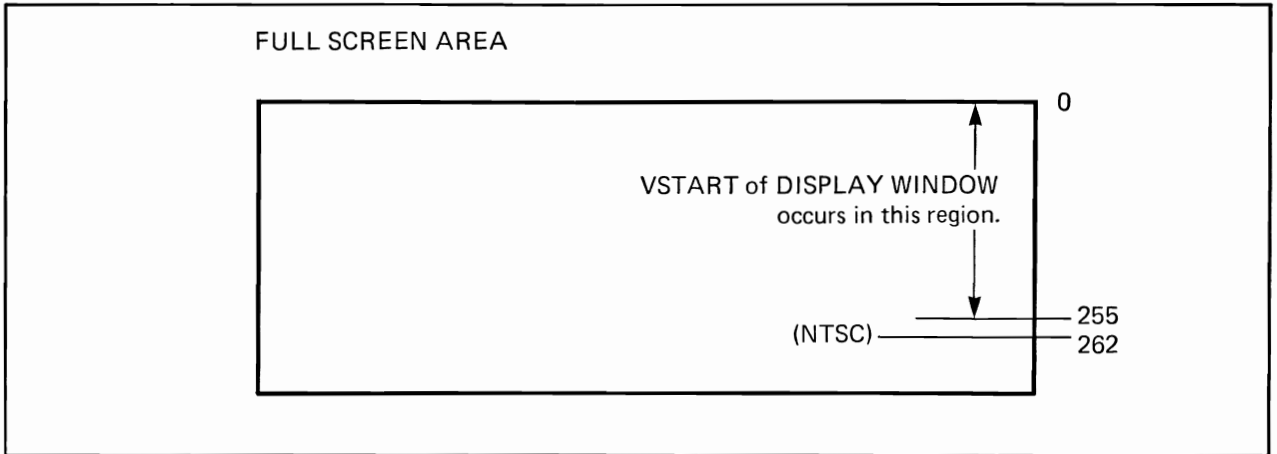 FULL SCREEN AREA
0
VSTART of DISPLAY WINDOW
occurs in this region.
255
(NTSC)
262